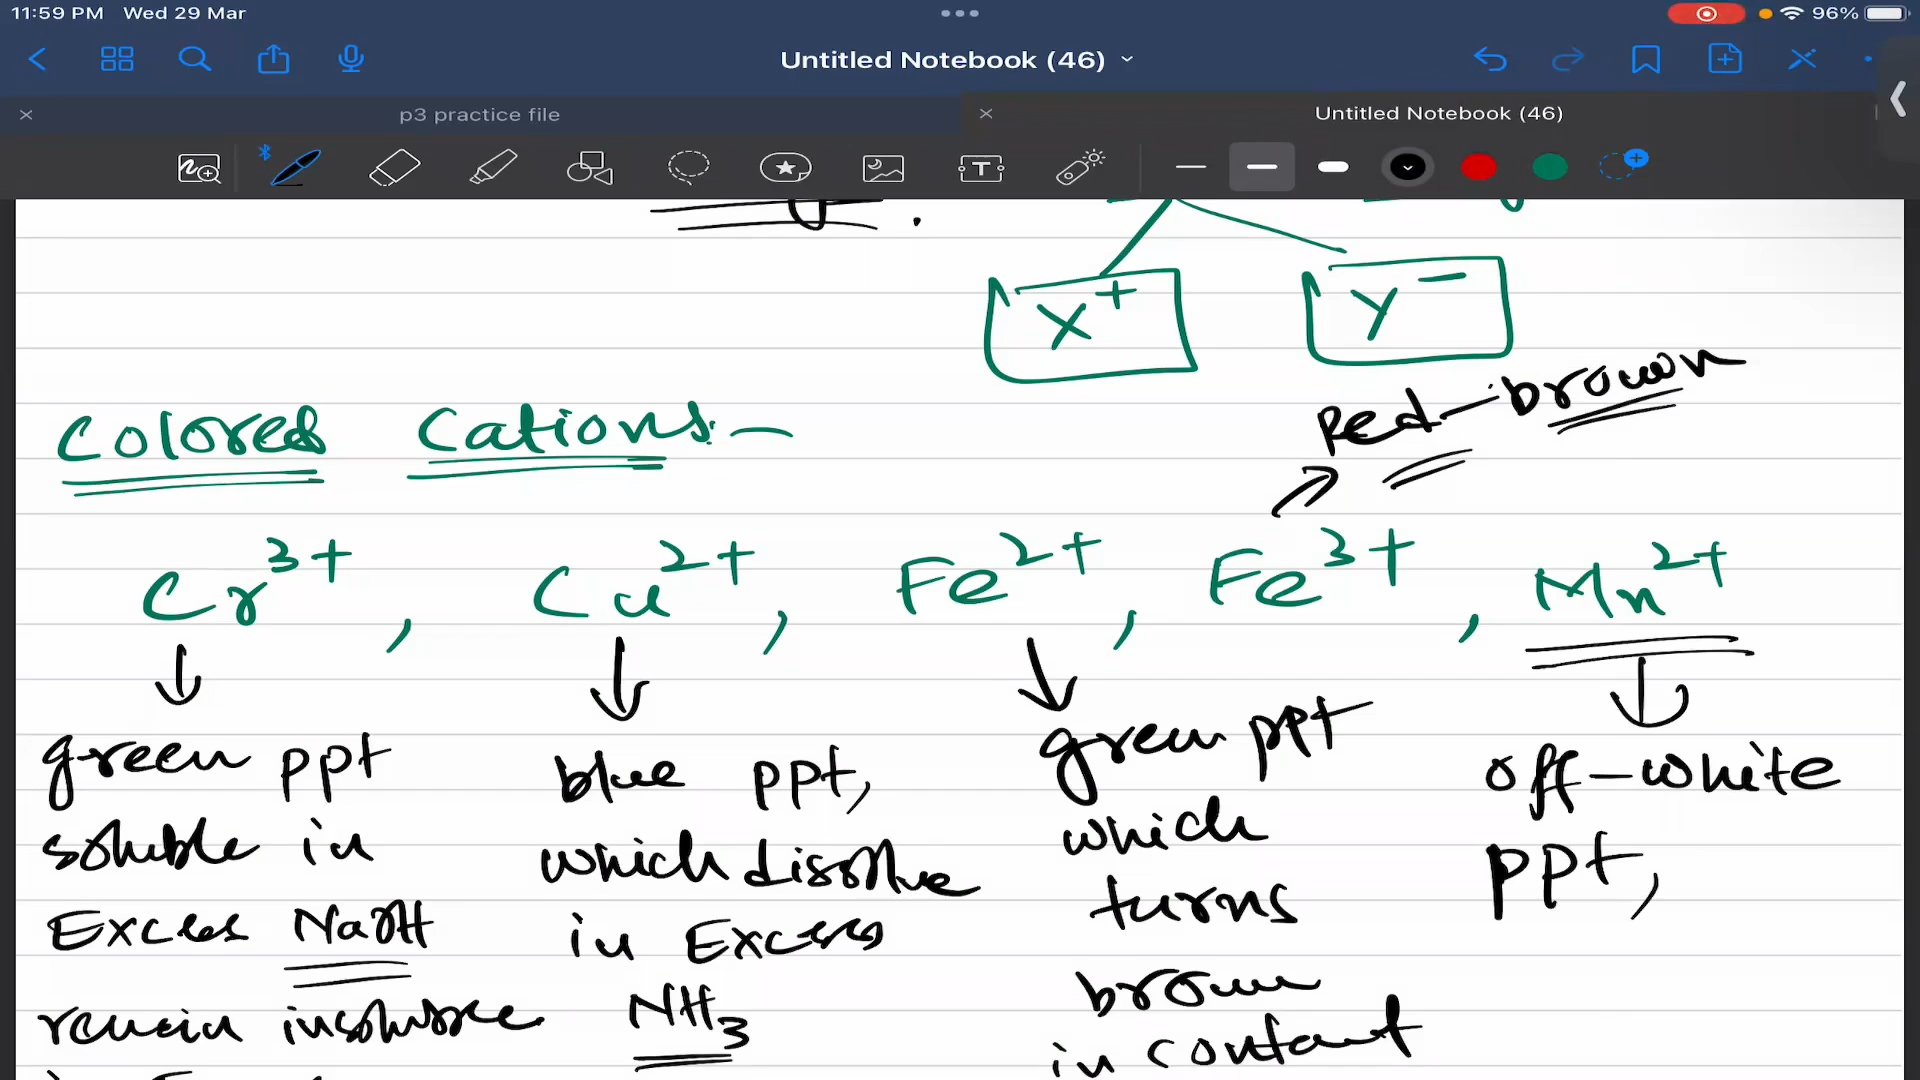 11:59 PM Wed 29 Mar
96%
Untitled Notebook (46)
p3 practice file
Untitled Notebook (46)
X+
Y-
Red-brown
Colored Cations:-
Cr3+, Cu2+, Fe2+, Fe3+, Mn2+
green ppt
soluble in
Excess NaOH
remain insoluble
blue ppt,
which dissolve
in Excess
NH3
green ppt
which
turns
brown
in contant
off-white
ppt,